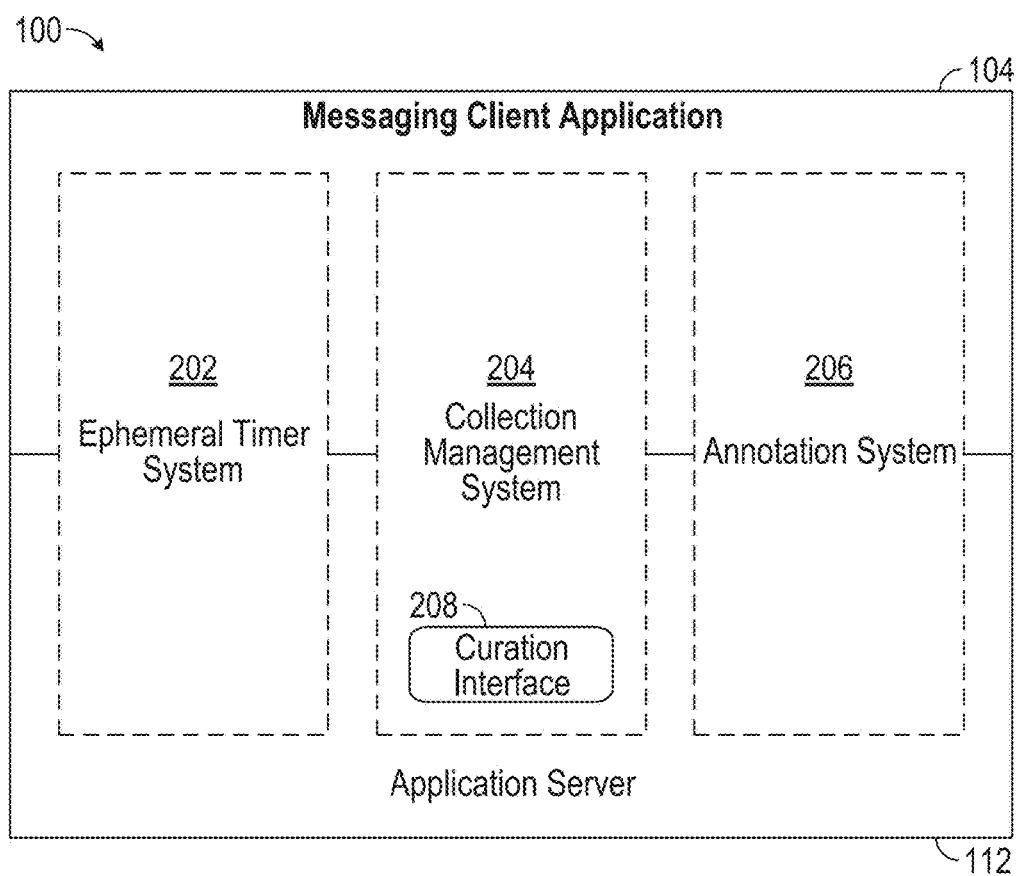 100
104
Messaging Client Application
202
Ephemeral Timer
System
204
Collection
Management
System
206
Annotation System
208
Curation
Interface
Application Server
112